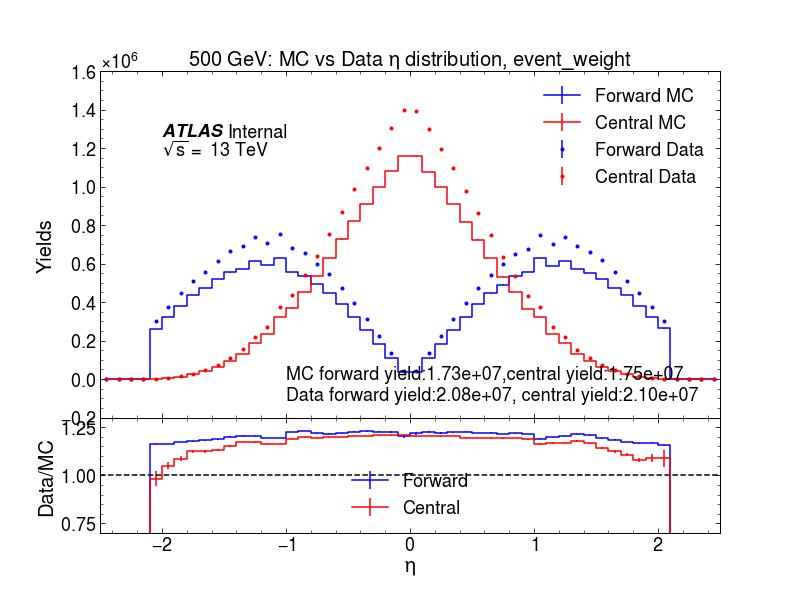 ×10⁶
500 GeV: MC vs Data η distribution, event_weight
1.6
1.4
1.2
1.0
0.8
0.6
0.4
0.2
0.0
0.2
Yields
ATLAS Internal
√s = 13 TeV
Forward MC
Central MC
Forward Data
Central Data
MC forward yield:1.73e+07,central yield:1.75e+07
Data forward yield:2.08e+07, central yield:2.10e+07
1.25
1.00
0.75
Data/MC
Forward
Central
−2
−1
0
1
2
η